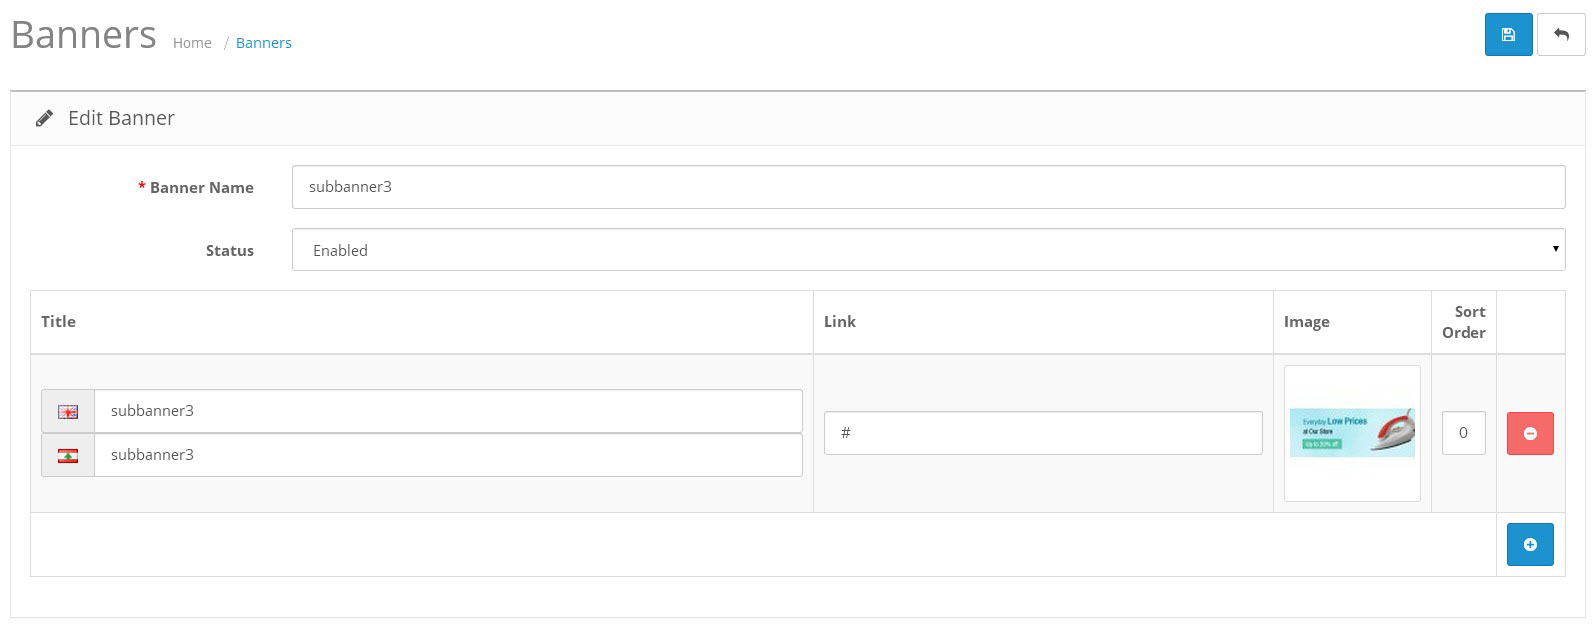 Banners Home / Banners
Edit Banner
* Banner Name subbanner3
Status Enabled
Title Link Image Sort Order
subbanner3
subbanner3
#
Everyday Low Prices
at Our Store
Up to 50% off
0